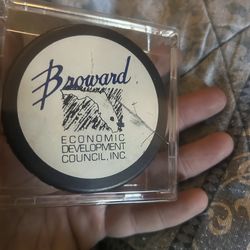 Broward
ECONOMIC
DEVELOPMENT
COUNCIL, INC.